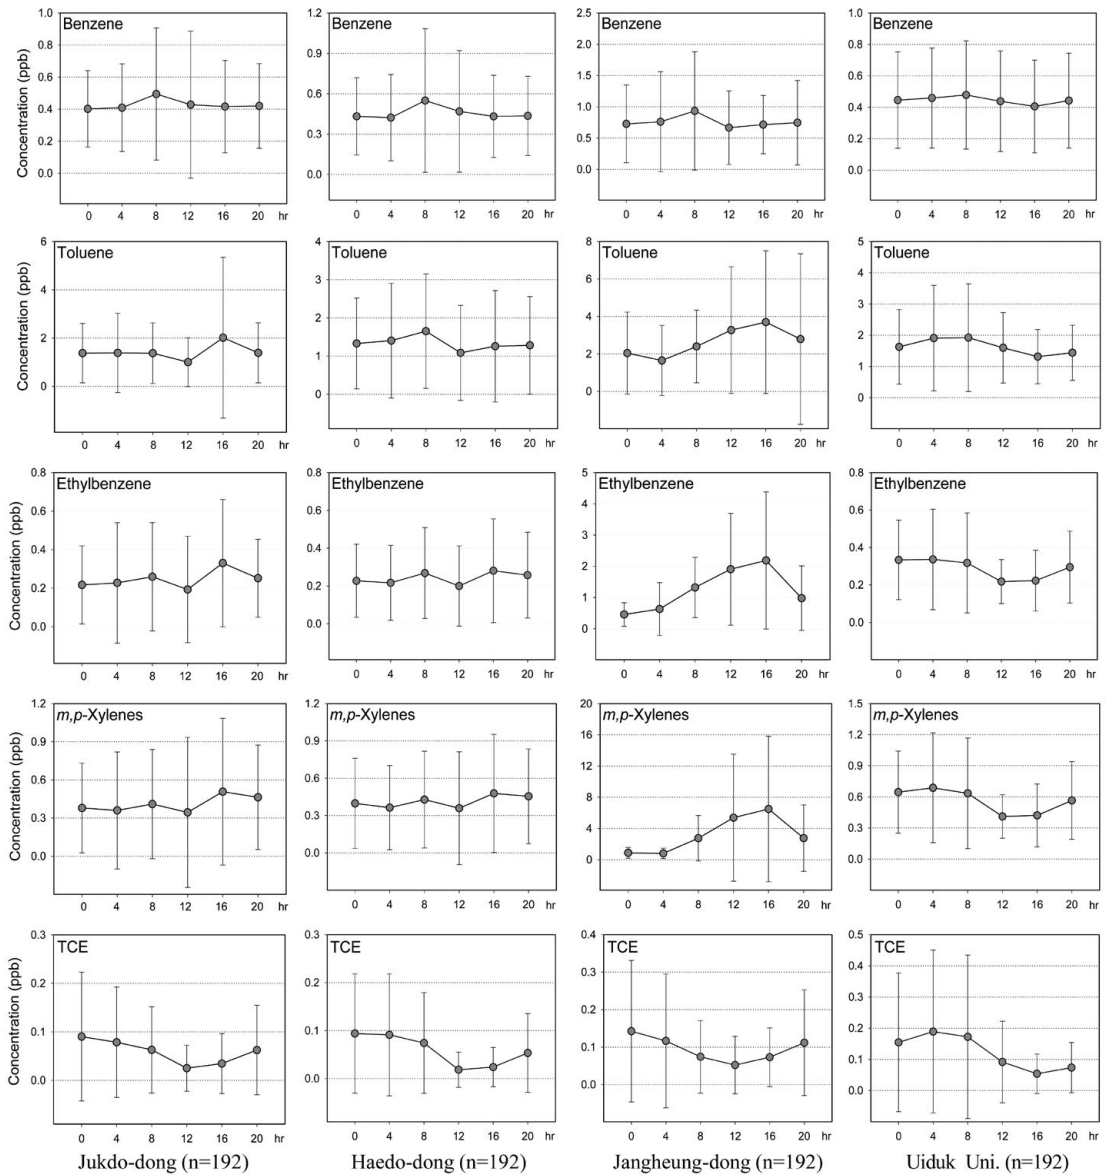 Benzene
Benzene
Benzene
Benzene
Concentration (ppb)
1.0
0.8
0.6
0.4
0.2
0.0
1.2
0.9
0.6
0.3
0.0
2.5
2.0
1.5
1.0
0.5
0.0
1.0
0.8
0.6
0.4
0.2
0.0
0 4 8 12 16 20 hr
0 4 8 12 16 20 hr
0 4 8 12 16 20 hr
0 4 8 12 16 20 hr
Toluene
Toluene
Toluene
Toluene
Concentration (ppb)
6
4
2
0
4
3
2
1
0
8
6
4
2
0
5
4
3
2
1
0
0 4 8 12 16 20 hr
0 4 8 12 16 20 hr
0 4 8 12 16 20 hr
0 4 8 12 16 20 hr
Ethylbenzene
Ethylbenzene
Ethylbenzene
Ethylbenzene
Concentration (ppb)
0.8
0.6
0.4
0.2
0.0
0.8
0.6
0.4
0.2
0.0
5
4
3
2
1
0
0.8
0.6
0.4
0.2
0.0
0 4 8 12 16 20 hr
0 4 8 12 16 20 hr
0 4 8 12 16 20 hr
0 4 8 12 16 20 hr
m,p-Xylenes
m,p-Xylenes
m,p-Xylenes
m,p-Xylenes
Concentration (ppb)
1.2
0.9
0.6
0.3
0.0
1.2
0.9
0.6
0.3
0.0
20
16
12
8
4
0
1.5
1.2
0.9
0.6
0.3
0.0
0 4 8 12 16 20 hr
0 4 8 12 16 20 hr
0 4 8 12 16 20 hr
0 4 8 12 16 20 hr
TCE
TCE
TCE
TCE
Concentration (ppb)
0.3
0.2
0.1
0.0
0.3
0.2
0.1
0.0
0.4
0.3
0.2
0.1
0.0
0.5
0.4
0.3
0.2
0.1
0.0
0 4 8 12 16 20 hr
0 4 8 12 16 20 hr
0 4 8 12 16 20 hr
0 4 8 12 16 20 hr
Jukdo-dong (n=192)
Haedo-dong (n=192)
Jangheung-dong (n=192)
Uiduk Uni. (n=192)